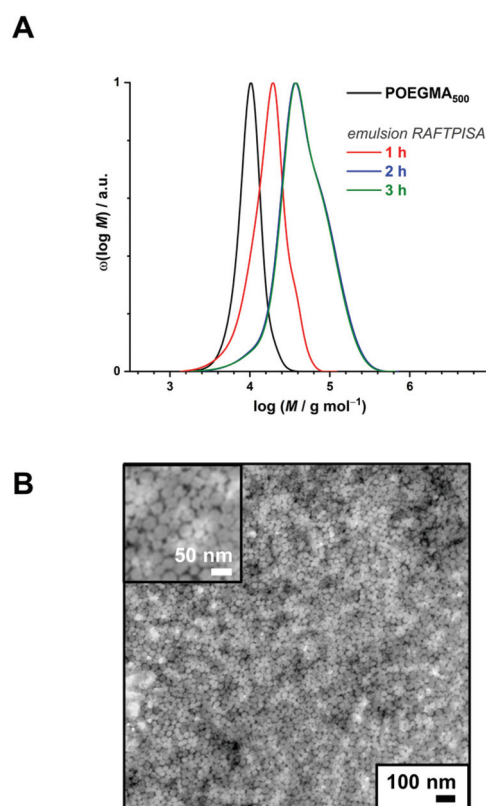 A
1
ω(log M) / a.u.
0
3 4 5 6
log (M / g mol⁻¹)
POEGMA₅₀₀
emulsion RAFTPISA
1 h
2 h
3 h
B
50 nm
100 nm